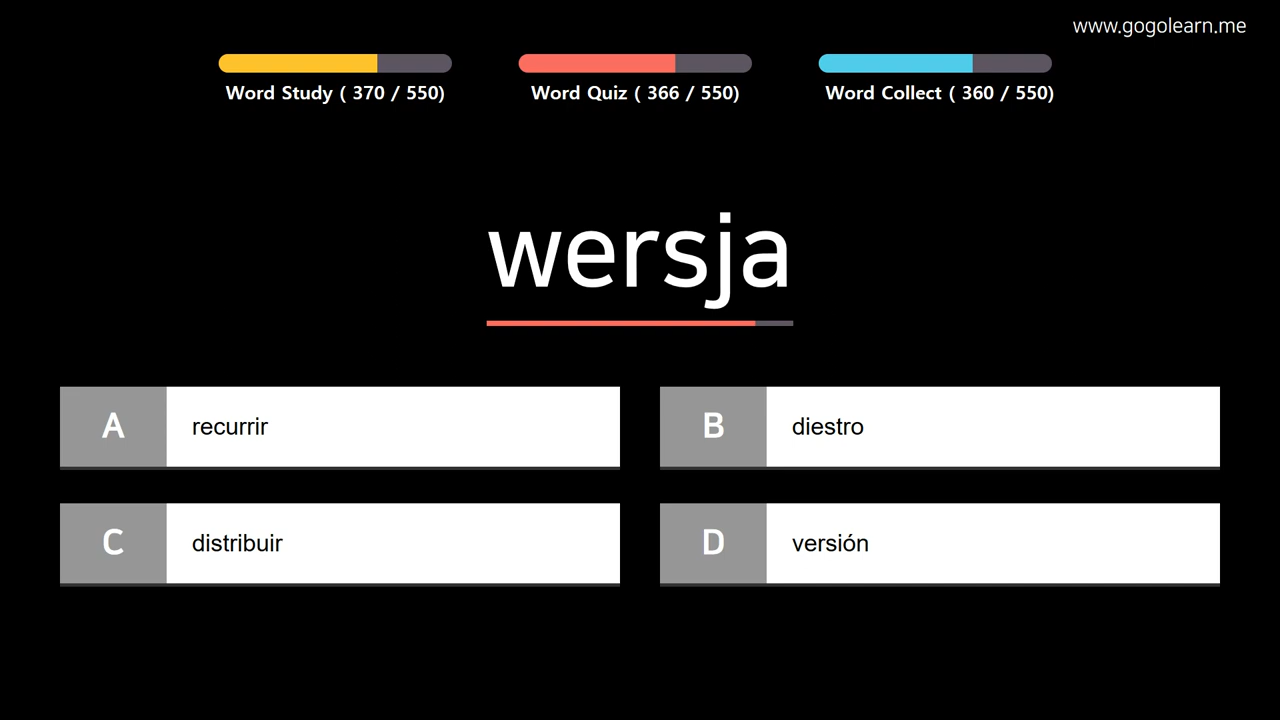 www.gogolearn.me
Word Study ( 370 / 550)
Word Quiz ( 366 / 550)
Word Collect ( 360 / 550)
wersja
A recurrir
B diestro
C distribuir
D versión